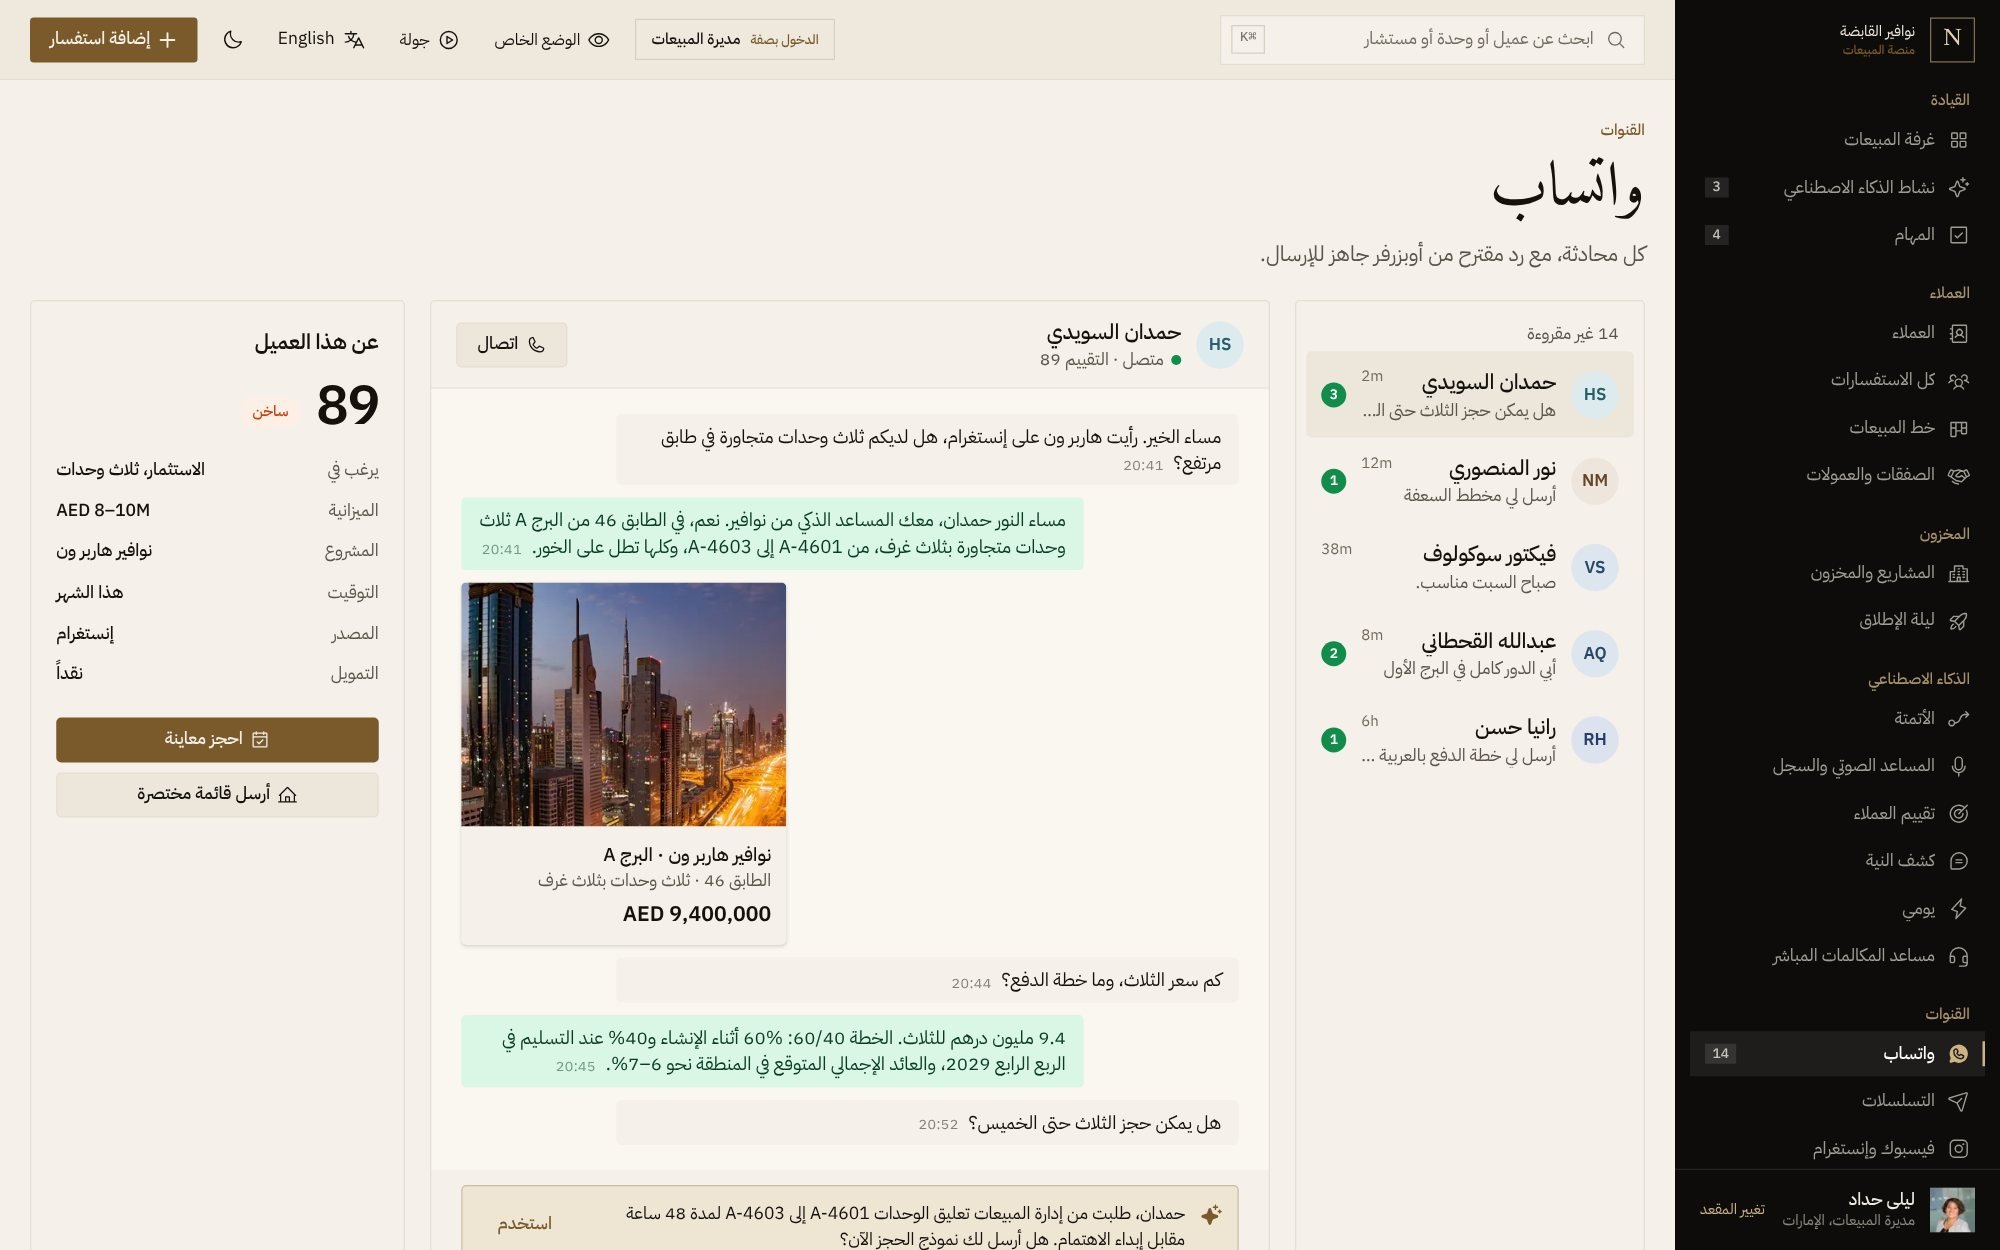 N
نوافير القابضة
منصة المبيعات
القيادة
غرفة المبيعات
نشاط الذكاء الاصطناعي 3
المهام 4
العملاء
العملاء
كل الاستفسارات
خط المبيعات
الصفقات والعمولات
المخزون
المشاريع والمخزون
ليلة الإطلاق
الذكاء الاصطناعي
الأتمتة
المساعد الصوتي والسجل
تقييم العملاء
كشف النية
يومي
مساعد المكالمات المباشر
القنوات
واتساب 14
التسلسلات
فيسبوك وإنستغرام
ليلى حداد
مديرة المبيعات، الإمارات
تغيير المقعد
ابحث عن عميل أو وحدة أو مستشار
⌘K
الدخول بصفة مديرة المبيعات
الوضع الخاص
جولة
English
إضافة استفسار
القنوات
واتساب
كل محادثة، مع رد مقترح من أوبزرفر جاهز للإرسال.
14 غير مقروءة
HS
حمدان السويدي 2m
هل يمكن حجز الثلاث حتى الـ...
3
NM
نور المنصوري 12m
أرسل لي مخطط السعفة
1
VS
فيكتور سوكولوف 38m
صباح السبت مناسب.
AQ
عبدالله القحطاني 8m
أبي الدور كامل في البرج الأول
2
RH
رانيا حسن 6h
أرسل لي خطة الدفع بالعربية ...
1
HS
حمدان السويدي
متصل · التقييم 89
اتصال
مساء الخير. رأيت هاربر ون على إنستغرام، هل لديكم ثلاث وحدات متجاورة في طابق
مرتفع؟ 20:41
مساء النور حمدان، معك المساعد الذكي من نوافير. نعم، في الطابق 46 من البرج A ثلاث
وحدات متجاورة بثلاث غرف، من A-4601 إلى A-4603، وكلها تطل على الخور. 20:41
نوافير هاربر ون · البرج A
الطابق 46 · ثلاث وحدات بثلاث غرف
AED 9,400,000
كم سعر الثلاث، وما خطة الدفع؟ 20:44
9.4 مليون درهم للثلاث. الخطة 60/40: 60% أثناء الإنشاء و40% عند التسليم في
الربع الرابع 2029، والعائد الإجمالي المتوقع في المنطقة نحو 6–7%. 20:45
هل يمكن حجز الثلاث حتى الخميس؟ 20:52
حمدان، طلبت من إدارة المبيعات تعليق الوحدات A-4601 إلى A-4603 لمدة 48 ساعة
مقابل إبداء الاهتمام. هل أرسل لك نموذج الحجز الآن؟
استخدم
عن هذا العميل
89 ساخن
يرغب في الاستثمار، ثلاث وحدات
الميزانية AED 8–10M
المشروع نوافير هاربر ون
التوقيت هذا الشهر
المصدر إنستغرام
التمويل نقداً
احجز معاينة
أرسل قائمة مختصرة